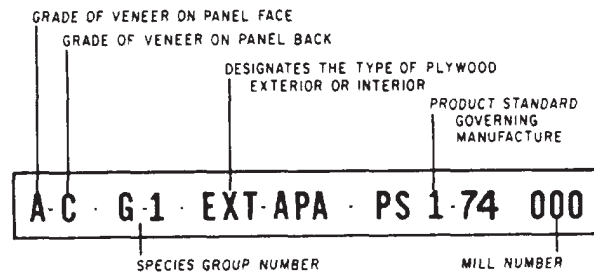 GRADE OF VENEER ON PANEL FACE
GRADE OF VENEER ON PANEL BACK
DESIGNATES THE TYPE OF PLYWOOD
EXTERIOR OR INTERIOR
PRODUCT STANDARD
GOVERNING
MANUFACTURE
A-C · G-1 · EXT-APA · PS 1-74 000
SPECIES GROUP NUMBER
MILL NUMBER